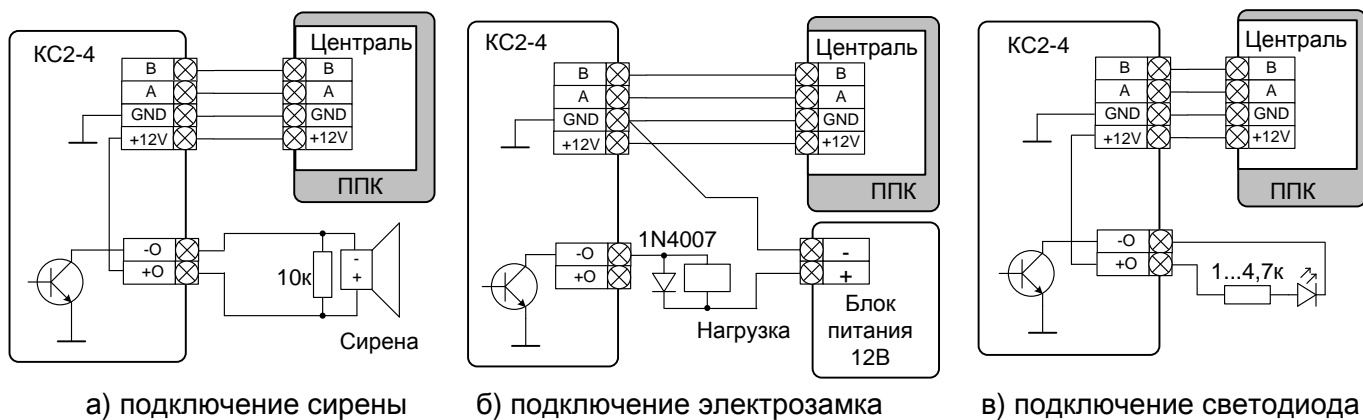 КС2-4
Централь
B
B
A
A
GND
GND
+12V
+12V
ППК
-O
+O
10к
-
+
Сирена
а) подключение сирены
КС2-4
Централь
B
B
A
A
GND
GND
+12V
+12V
ППК
-O
+O
1N4007
-
+
Нагрузка
Блок
питания
12В
б) подключение электрозамка
КС2-4
Централь
B
B
A
A
GND
GND
+12V
+12V
ППК
-O
+O
1...4,7к
в) подключение светодиода